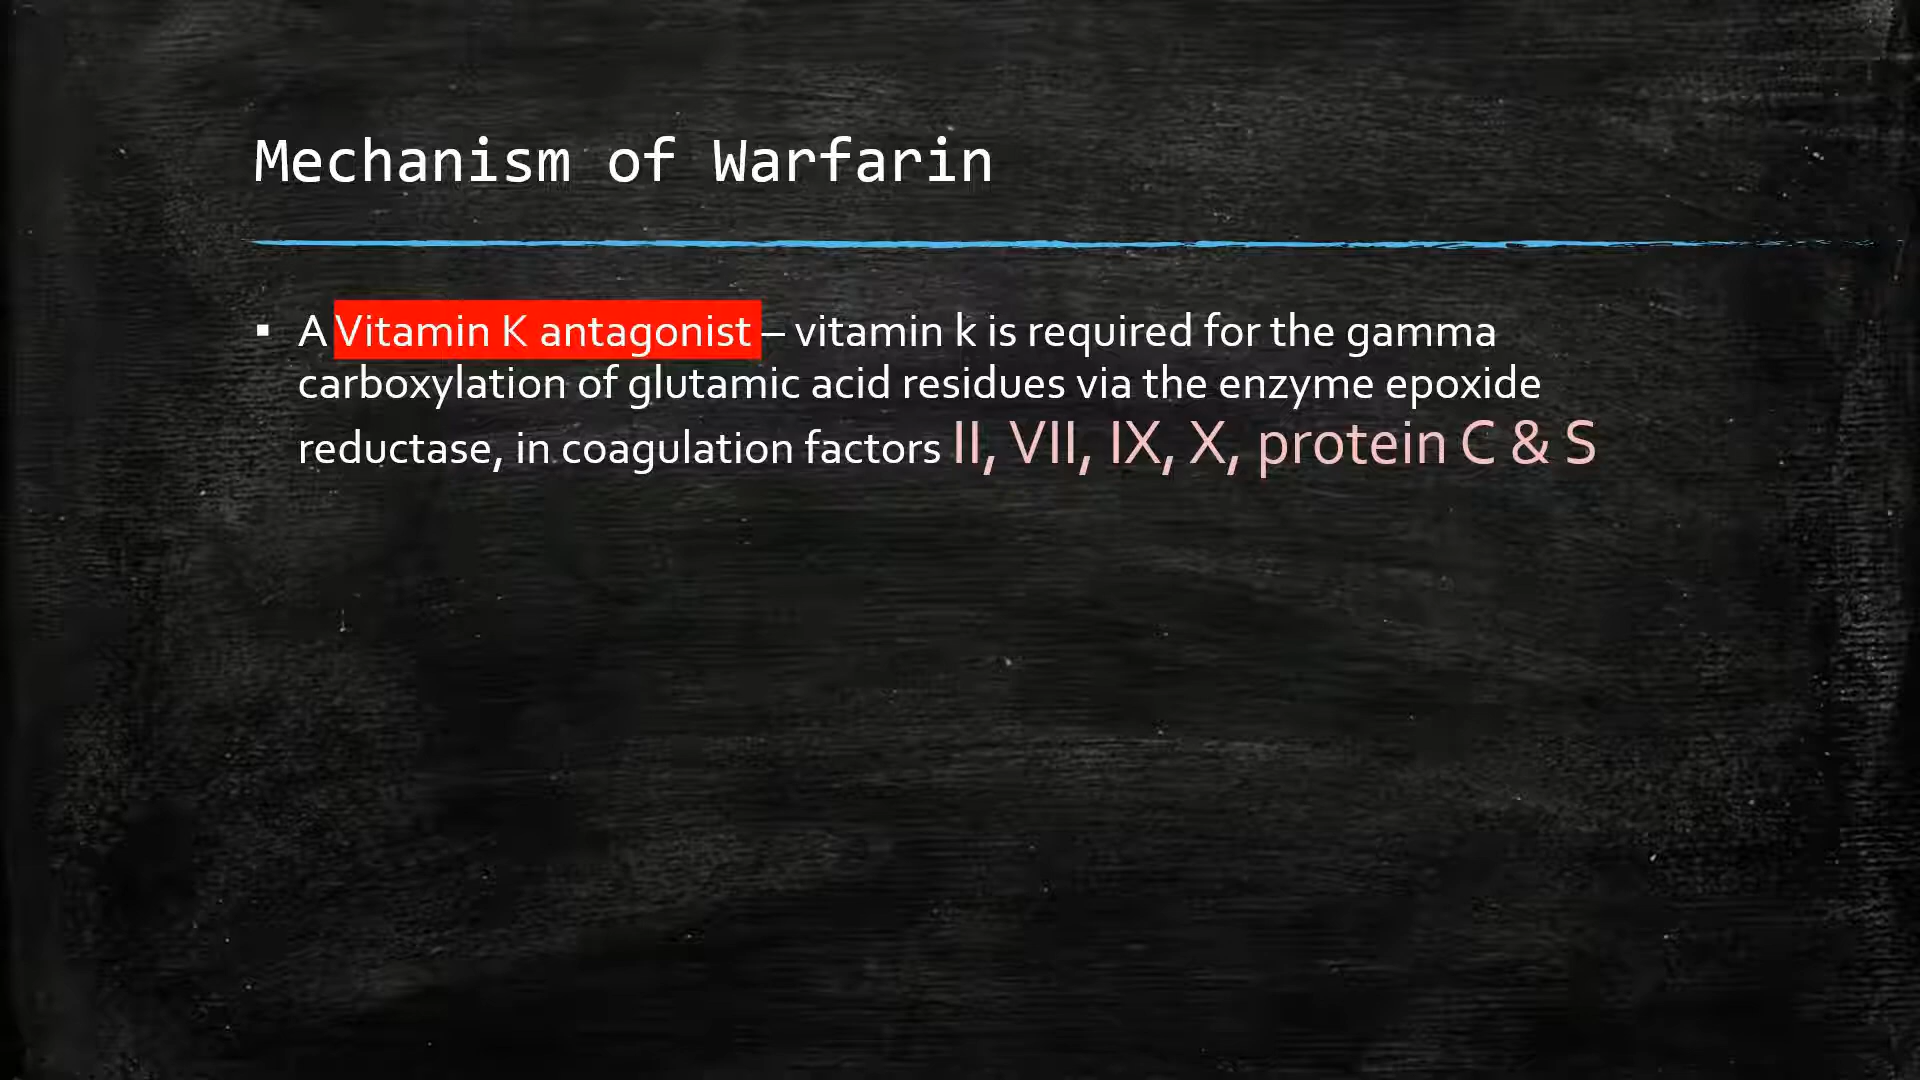 Mechanism of Warfarin
▪ A Vitamin K antagonist – vitamin k is required for the gamma
carboxylation of glutamic acid residues via the enzyme epoxide
reductase, in coagulation factors II, VII, IX, X, protein C & S